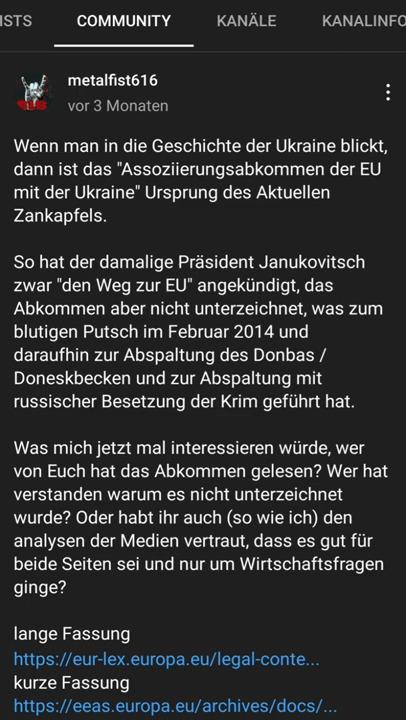 ISTS COMMUNITY KANÄLE KANALINFO
metalfist616
vor 3 Monaten
Wenn man in die Geschichte der Ukraine blickt,
dann ist das "Assoziierungsabkommen der EU
mit der Ukraine" Ursprung des Aktuellen
Zankapfels.
So hat der damalige Präsident Janukovitsch
zwar "den Weg zur EU" angekündigt, das
Abkommen aber nicht unterzeichnet, was zum
blutigen Putsch im Februar 2014 und
daraufhin zur Abspaltung des Donbas /
Doneskbecken und zur Abspaltung mit
russischer Besetzung der Krim geführt hat.
Was mich jetzt mal interessieren würde, wer
von Euch hat das Abkommen gelesen? Wer hat
verstanden warum es nicht unterzeichnet
wurde? Oder habt ihr auch (so wie ich) den
analysen der Medien vertraut, dass es gut für
beide Seiten sei und nur um Wirtschaftsfragen
ginge?
lange Fassung
https://eur-lex.europa.eu/legal-conte...
kurze Fassung
https://eeas.europa.eu/archives/docs/...